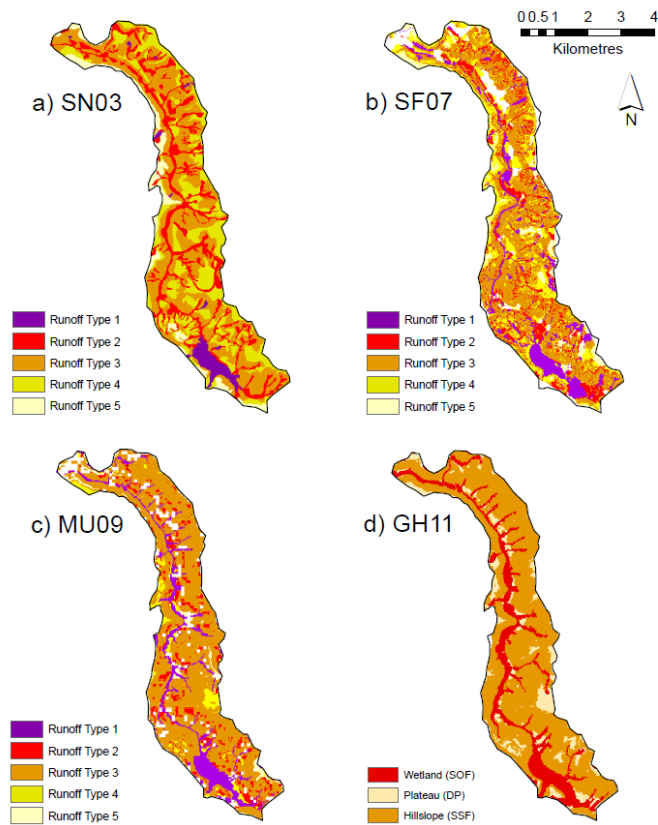 0 0.5 1 2 3 4
Kilometres
N
a) SN03
b) SF07
Runoff Type 1
Runoff Type 2
Runoff Type 3
Runoff Type 4
Runoff Type 5
Runoff Type 1
Runoff Type 2
Runoff Type 3
Runoff Type 4
Runoff Type 5
c) MU09
d) GH11
Runoff Type 1
Runoff Type 2
Runoff Type 3
Runoff Type 4
Runoff Type 5
Wetland (SOF)
Plateau (DP)
Hillslope (SSF)